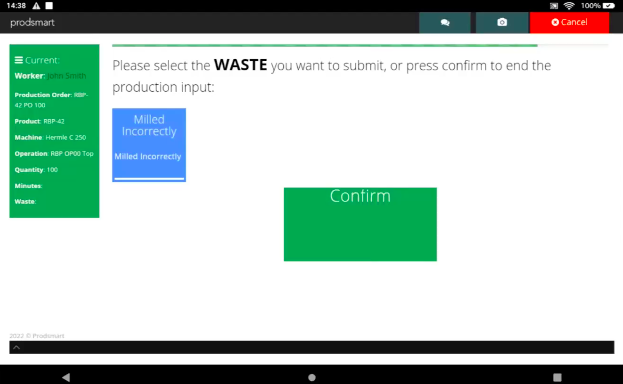 14:38
100%
prodsmart
Cancel
Current:
Worker: John Smith
Production Order: RBP-
42 PO 100
Product: RBP-42
Machine: Hermle C 250
Operation: RBP OP00 Top
Quantity: 100
Minutes:
Waste:
Please select the WASTE you want to submit, or press confirm to end the
production input:
Milled
Incorrectly
Milled Incorrectly
Confirm
2022 © Prodsmart